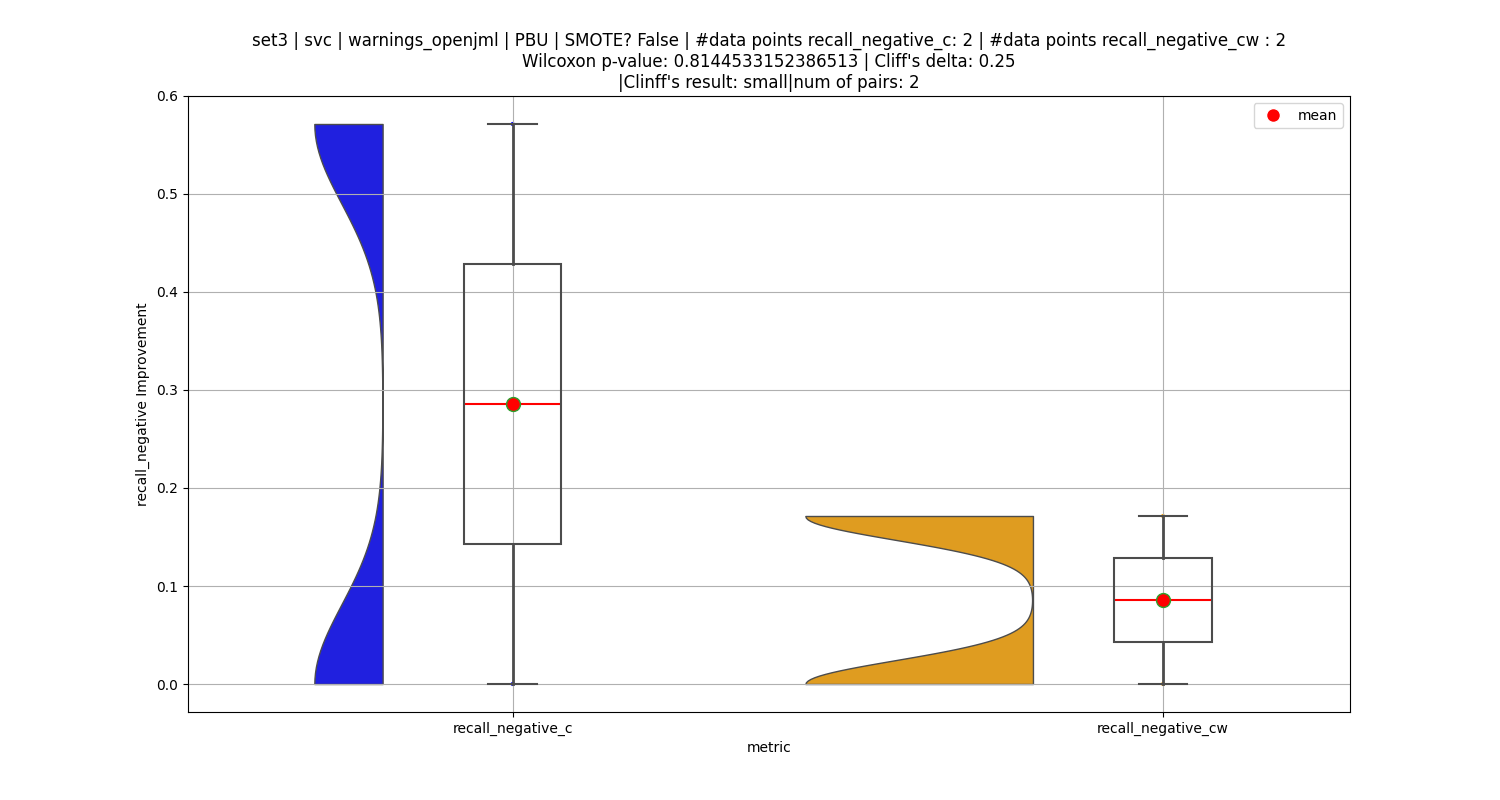 set3 | svc | warnings_openjml | PBU | SMOTE? False | #data points recall_negative_c: 2 | #data points recall_negative_cw : 2
Wilcoxon p-value: 0.8144533152386513 | Cliff's delta: 0.25
|Clinff's result: small|num of pairs: 2
mean
recall_negative Improvement
0.6
0.5
0.4
0.3
0.2
0.1
0.0
recall_negative_c
recall_negative_cw
metric